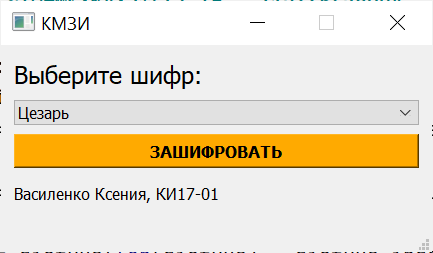 КМЗИ
Выберите шифр:
Цезарь
ЗАШИФРОВАТЬ
Василенко Ксения, КИ17-01